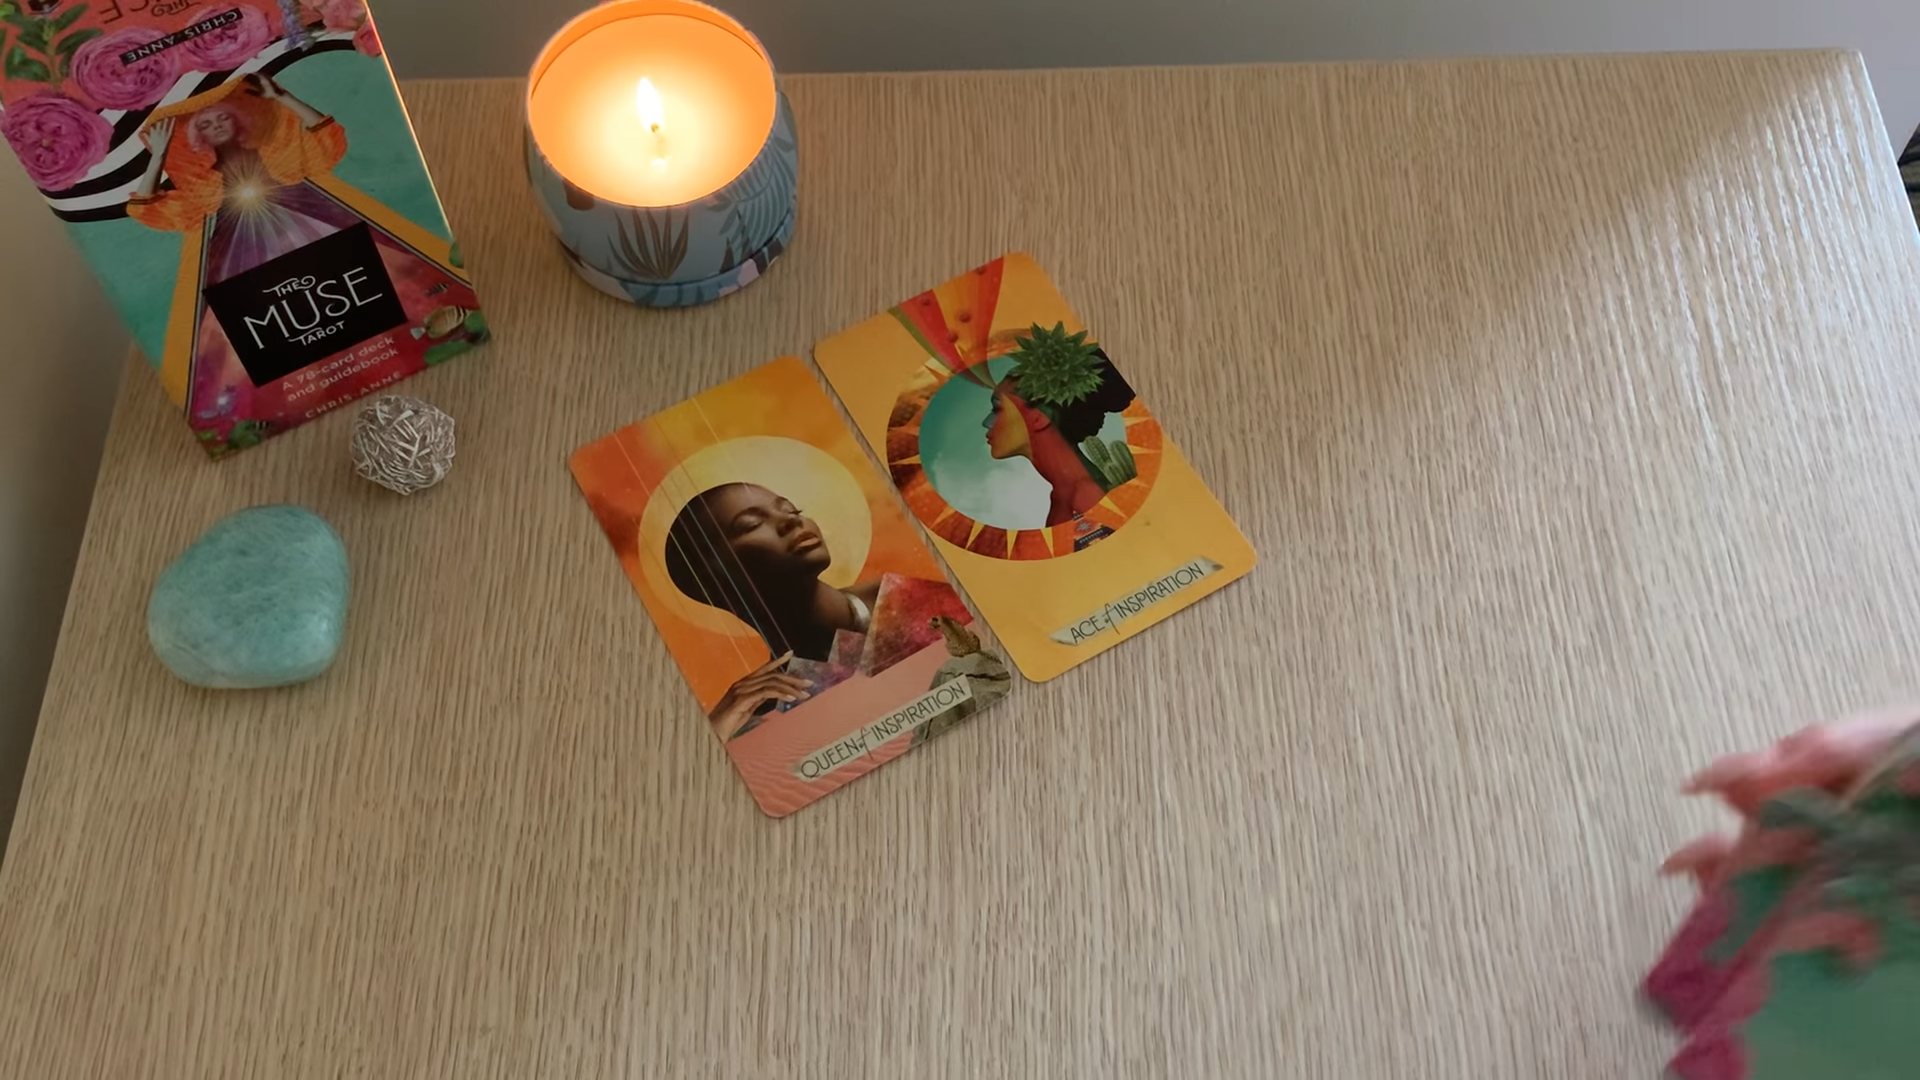 CHRIS-ANNE
THE
MUSE
TAROT
A 78-card deck
and guidebook
CHRIS-ANNE
QUEEN of INSPIRATION
ACE of INSPIRATION